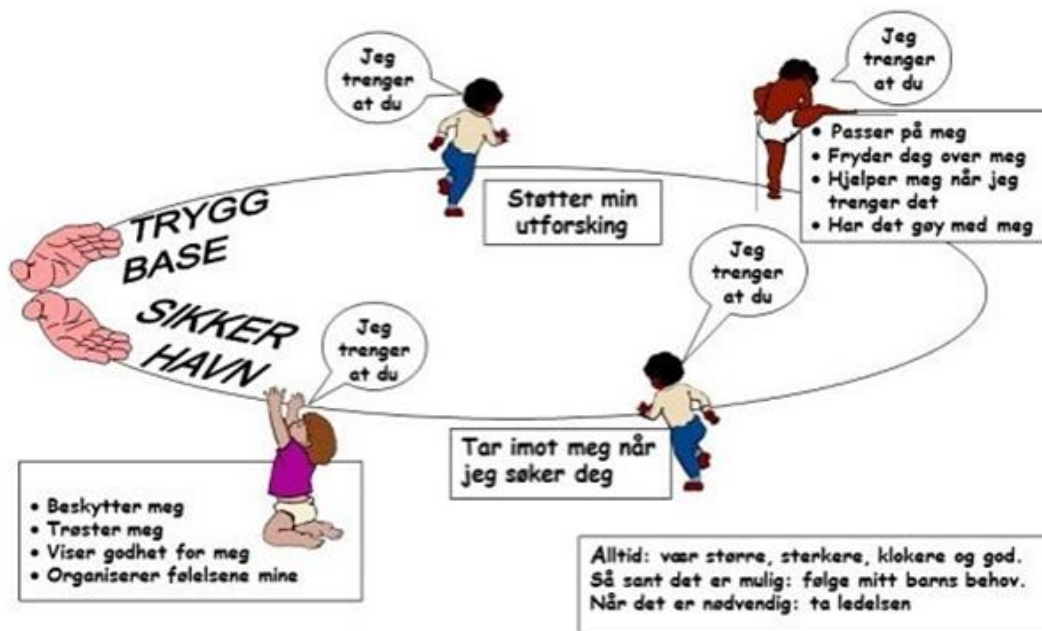 Jeg
trenger
at du
Støtter min
utforsking
Jeg
trenger
at du
• Passer på meg
• Fryder deg over meg
• Hjelper meg når jeg
trenger det
• Har det gøy med meg
TRYGG
BASE
SIKKER
HAVN
Jeg
trenger
at du
Tar imot meg når
jeg søker deg
Jeg
trenger
at du
• Beskytter meg
• Trøster meg
• Viser godhet for meg
• Organiserer følelsene mine
Alltid: vær større, sterkere, klokere og god.
Så sant det er mulig: følge mitt barns behov.
Når det er nødvendig: ta ledelsen